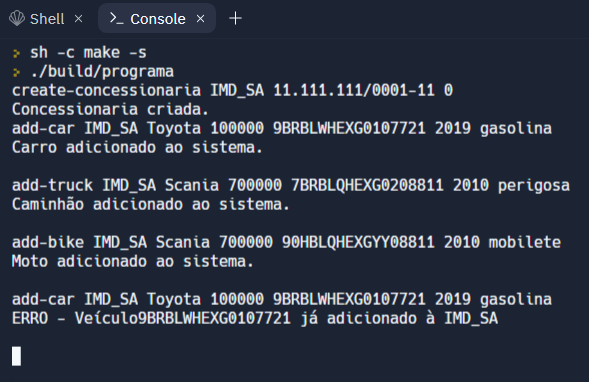 Shell × >_ Console × +
> sh -c make -s
> ./build/programa
create-concessionaria IMD_SA 11.111.111/0001-11 0
Concessionaria criada.
add-car IMD_SA Toyota 100000 9BRBLWHEXG0107721 2019 gasolina
Carro adicionado ao sistema.
add-truck IMD_SA Scania 700000 7BRBLQHEXG0208811 2010 perigosa
Caminhão adicionado ao sistema.
add-bike IMD_SA Scania 700000 90HBLQHEXGYY08811 2010 mobilete
Moto adicionado ao sistema.
add-car IMD_SA Toyota 100000 9BRBLWHEXG0107721 2019 gasolina
ERRO - Veículo9BRBLWHEXG0107721 já adicionado à IMD_SA